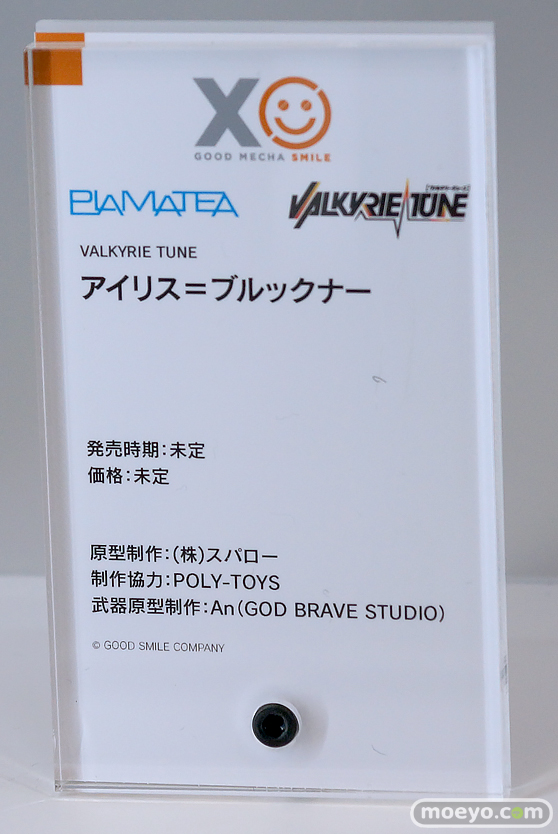 XO
GOOD MECHA SMILE
PLAMATEA
VALKYRIE TUNE
VALKYRIE TUNE
アイリス＝ブルックナー
発売時期：未定
価格：未定
原型制作：(株)スパロー
制作協力：POLY-TOYS
武器原型制作：An（GOD BRAVE STUDIO）
© GOOD SMILE COMPANY
moeyo.com